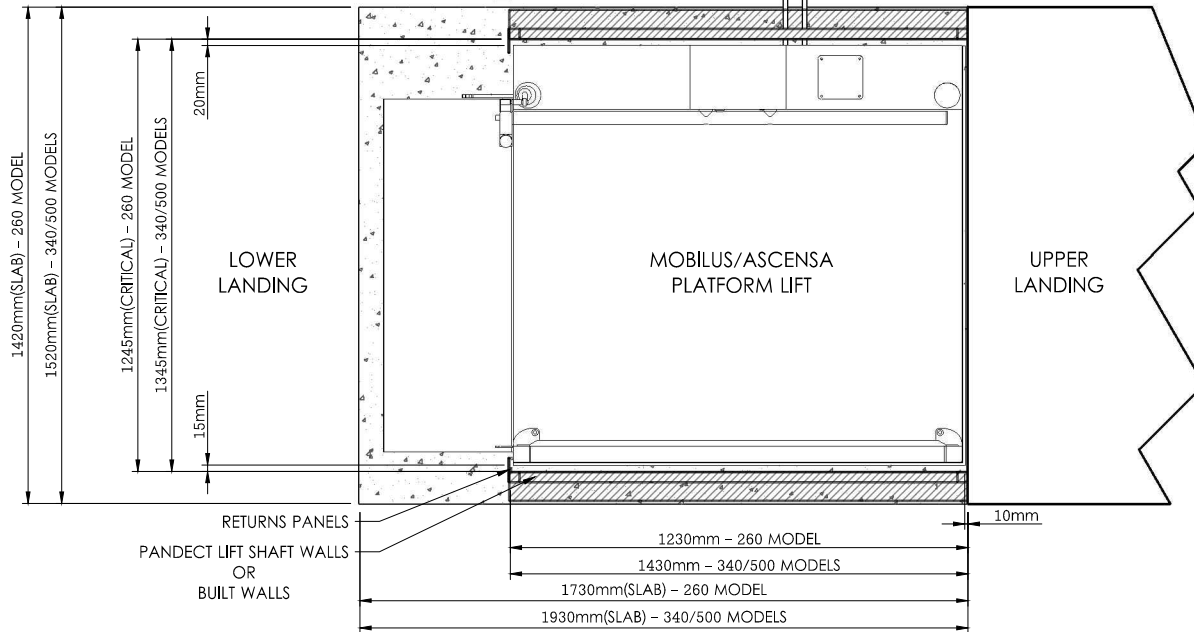 1420mm(SLAB) – 260 MODEL
1520mm(SLAB) – 340/500 MODELS
1245mm(CRITICAL) – 260 MODEL
1345mm(CRITICAL) – 340/500 MODELS
20mm
15mm
LOWER
LANDING
MOBILUS/ASCENSA
PLATFORM LIFT
UPPER
LANDING
RETURNS PANELS
PANDECT LIFT SHAFT WALLS
OR
BUILT WALLS
10mm
1230mm – 260 MODEL
1430mm – 340/500 MODELS
1730mm(SLAB) – 260 MODEL
1930mm(SLAB) – 340/500 MODELS